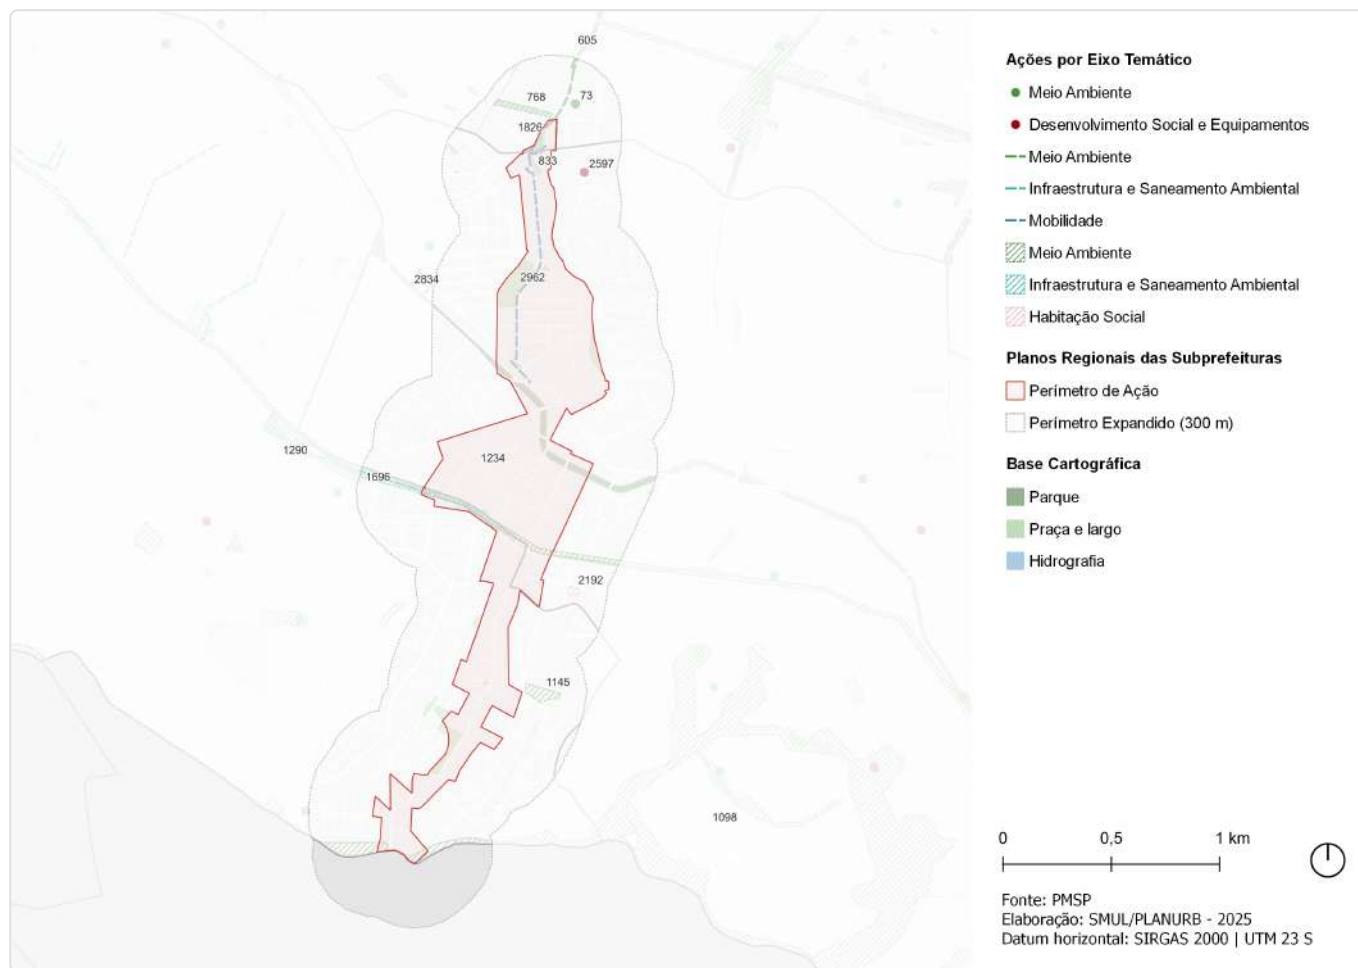 605
768
73
1826
833
2597
2834
2962
1290
1696
1234
2192
1145
1098
Ações por Eixo Temático
Meio Ambiente
Desenvolvimento Social e Equipamentos
Meio Ambiente
Infraestrutura e Saneamento Ambiental
Mobilidade
Meio Ambiente
Infraestrutura e Saneamento Ambiental
Habitação Social
Planos Regionais das Subprefeituras
Perímetro de Ação
Perímetro Expandido (300 m)
Base Cartográfica
Parque
Praça e largo
Hidrografia
0 0,5 1 km
Fonte: PMSP
Elaboração: SMUL/PLANURB - 2025
Datum horizontal: SIRGAS 2000 | UTM 23 S